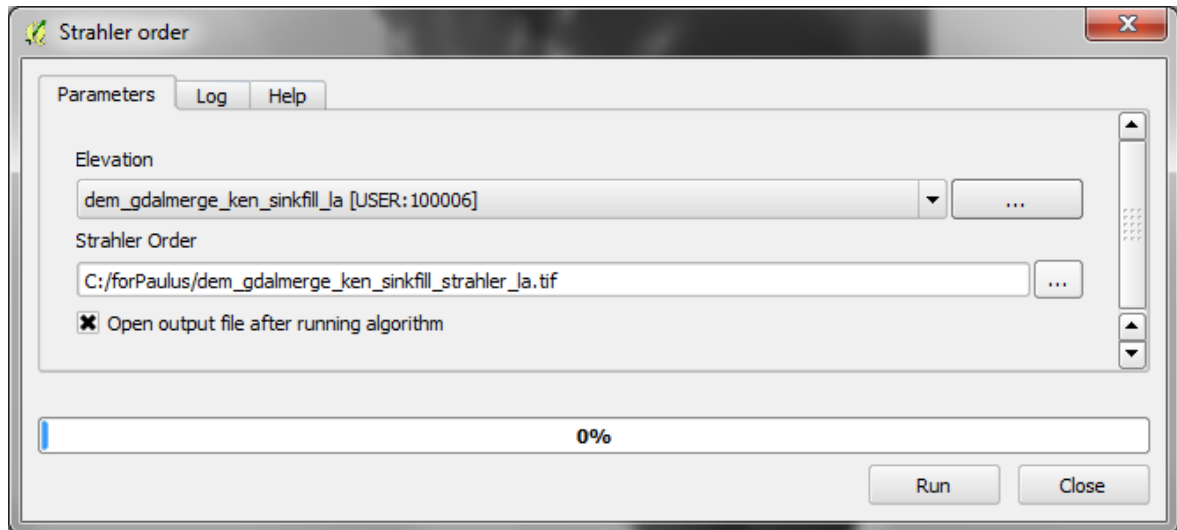 Strahler order
Parameters Log Help
Elevation
dem_gdalmerge_ken_sinkfill_la [USER:100006]
...
Strahler Order
C:/forPaulus/dem_gdalmerge_ken_sinkfill_strahler_la.tif
...
Open output file after running algorithm
0%
Run Close